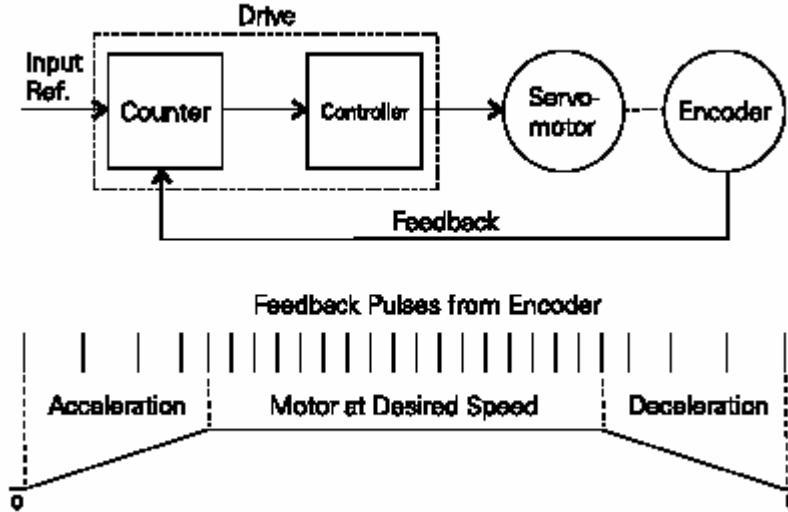 Drive
Input
Ref.
Counter
Controller
Servo-
motor
Encoder
Feedback
Feedback Pulses from Encoder
Acceleration
Motor at Desired Speed
Deceleration
0